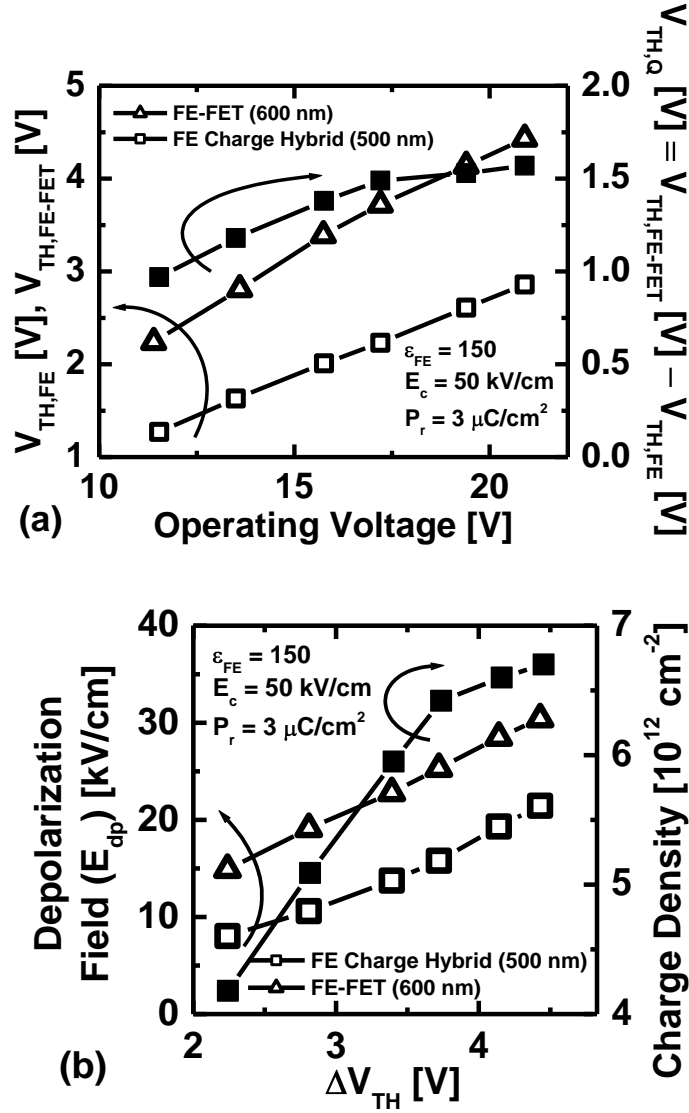 V_TH,FE [V], V_TH,FE-FET [V]
5
4
3
2
1
FE-FET (600 nm)
FE Charge Hybrid (500 nm)
ε_FE = 150
E_c = 50 kV/cm
P_r = 3 μC/cm²
2.0
1.5
1.0
0.5
0.0
V_TH,Q [V] = V_TH,FE-FET [V] − V_TH,FE [V]
10 15 20
(a) Operating Voltage [V]
Depolarization
Field (E_dp) [kV/cm]
40
30
20
10
0
ε_FE = 150
E_c = 50 kV/cm
P_r = 3 μC/cm²
FE Charge Hybrid (500 nm)
FE-FET (600 nm)
7
6
5
4
Charge Density [10¹² cm⁻²]
2 3 4
(b) ΔV_TH [V]